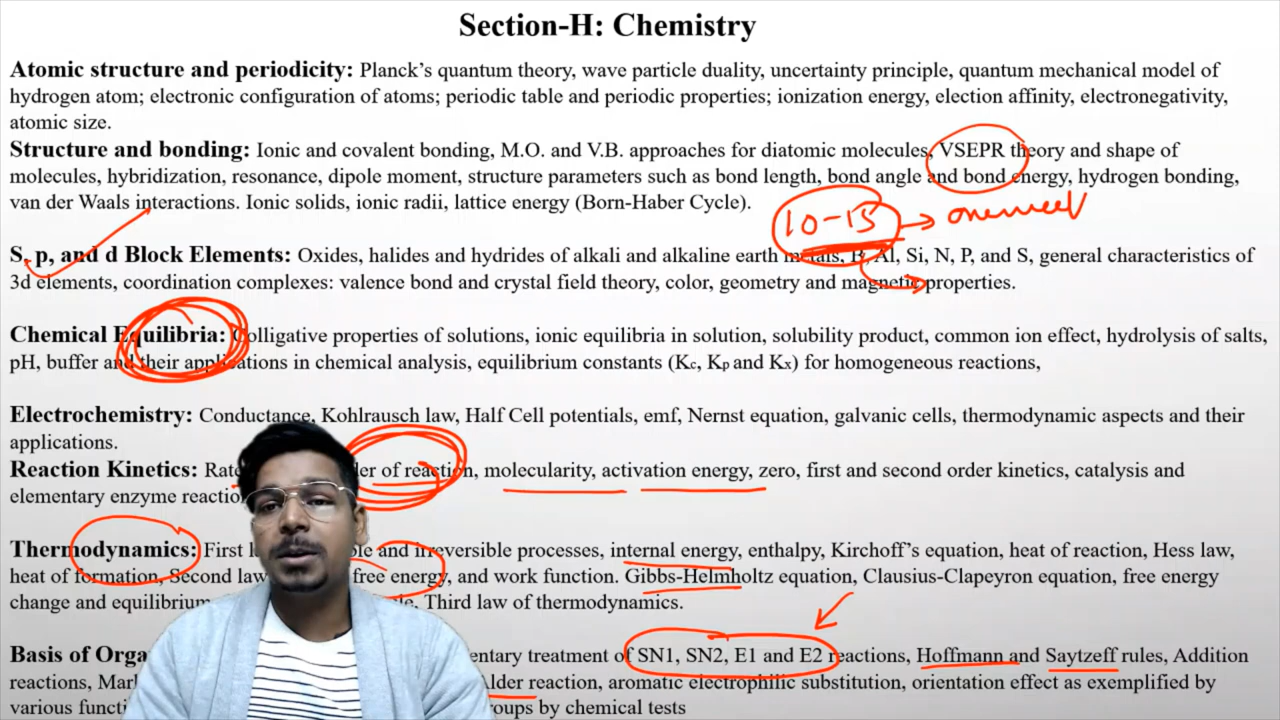 Section-H: Chemistry
Atomic structure and periodicity: Planck's quantum theory, wave particle duality, uncertainty principle, quantum mechanical model of
hydrogen atom; electronic configuration of atoms; periodic table and periodic properties; ionization energy, election affinity, electronegativity,
atomic size.
Structure and bonding: Ionic and covalent bonding, M.O. and V.B. approaches for diatomic molecules, VSEPR theory and shape of
molecules, hybridization, resonance, dipole moment, structure parameters such as bond length, bond angle and bond energy, hydrogen bonding,
van der Waals interactions. Ionic solids, ionic radii, lattice energy (Born-Haber Cycle).
10-15 → one week
S, p, and d Block Elements: Oxides, halides and hydrides of alkali and alkaline earth metals, B, Al, Si, N, P, and S, general characteristics of
3d elements, coordination complexes: valence bond and crystal field theory, color, geometry and magnetic properties.
Chemical Equilibria: Colligative properties of solutions, ionic equilibria in solution, solubility product, common ion effect, hydrolysis of salts,
pH, buffer and their applications in chemical analysis, equilibrium constants (Kc, Kp and Kx) for homogeneous reactions,
Electrochemistry: Conductance, Kohlrausch law, Half Cell potentials, emf, Nernst equation, galvanic cells, thermodynamic aspects and their
applications.
Reaction Kinetics: of reaction, molecularity, activation energy, zero, first and second order kinetics, catalysis and
elementary enzyme
Thermodynamics: First and irreversible processes, internal energy, enthalpy, Kirchoff's equation, heat of reaction, Hess law,
heat of formation, Second law free energy, and work function. Gibbs-Helmholtz equation, Clausius-Clapeyron equation, free energy
change and equilibrium Third law of thermodynamics.
Basis of treatment of SN1, SN2, E1 and E2 reactions, Hoffmann and Saytzeff rules, Addition
reactions, reaction, aromatic electrophilic substitution, orientation effect as exemplified by
various by chemical tests